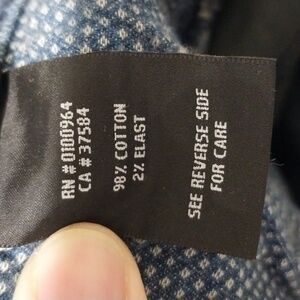 RN # 0100964
CA # 37584
98% COTTON
2% ELAST
SEE REVERSE SIDE
FOR CARE